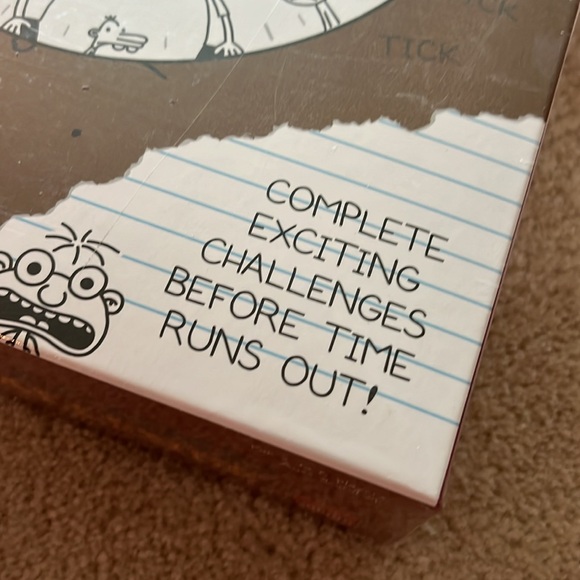 TICK
COMPLETE
EXCITING
CHALLENGES
BEFORE TIME
RUNS OUT!